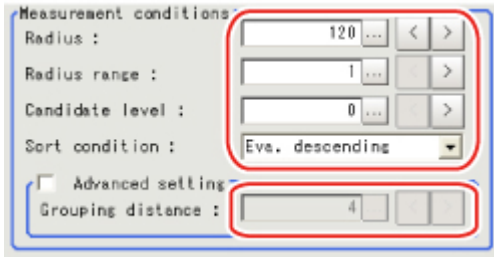 Measurement conditions
Radius : 120 ... < >
Radius range : 1 ... < >
Candidate level : 0 ... < >
Sort condition : Eva. descending
Advanced setting
Grouping distance : 4 < >